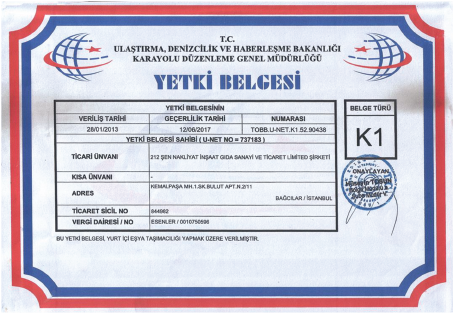 T.C.
ULAŞTIRMA, DENİZCİLİK VE HABERLEŞME BAKANLIĞI
KARAYOLU DÜZENLEME GENEL MÜDÜRLÜĞÜ
YETKİ BELGESİ
YETKİ BELGESİNİN
VERİLİŞ TARİHİ GEÇERLİLİK TARİHİ NUMARASI
28/01/2013 12/06/2017 TOBB.U-NET.K1.52.90438
YETKİ BELGESİ SAHİBİ ( U-NET NO = 737183 )
TİCARİ ÜNVANI 212 ŞEN NAKLİYAT İNŞAAT GIDA SANAYİ VE TİCARET LİMİTED ŞİRKETİ
KISA ÜNVANI -
ADRES KEMALPAŞA MH.1.SK.BULUT APT.N.2/11
BAĞCILAR / İSTANBUL
TİCARET SİCİL NO 844982
VERGİ DAİRESİ / NO ESENLER / 0010750596
BU YETKİ BELGESİ, YURT İÇİ EŞYA TAŞIMACILIĞI YAPMAK ÜZERE VERİLMİŞTİR.
BELGE TÜRÜ
K1
ONAYLAYAN